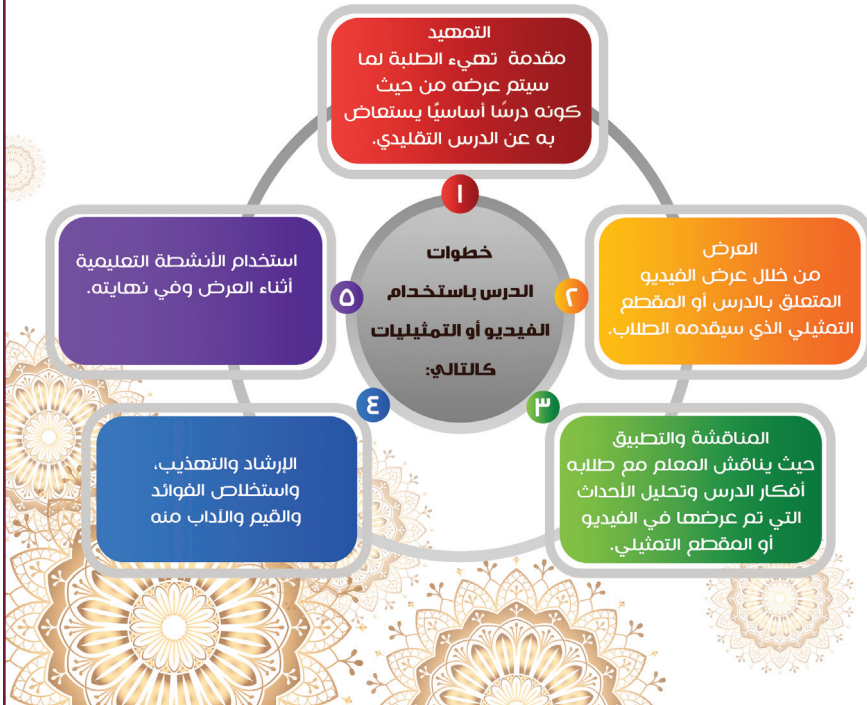 خطوات
الدرس باستخدام
الفيديو أو التمثيليات
كالتالي:
١
التمهيد
مقدمة تهيء الطلبة لما
سيتم عرضه من حيث
كونه درسًا أساسيًا يستعاض
به عن الدرس التقليدي.
٢
العرض
من خلال عرض الفيديو
المتعلق بالدرس أو المقطع
التمثيلي الذي سيقدمه الطلاب.
٣
المناقشة والتطبيق
حيث يناقش المعلم مع طلابه
أفكار الدرس وتحليل الأحداث
التي تم عرضها في الفيديو
أو المقطع التمثيلي.
٤
الإرشاد والتهذيب،
واستخلاص الفوائد
والقيم والآداب منه
٥
استخدام الأنشطة التعليمية
أثناء العرض وفي نهايته.